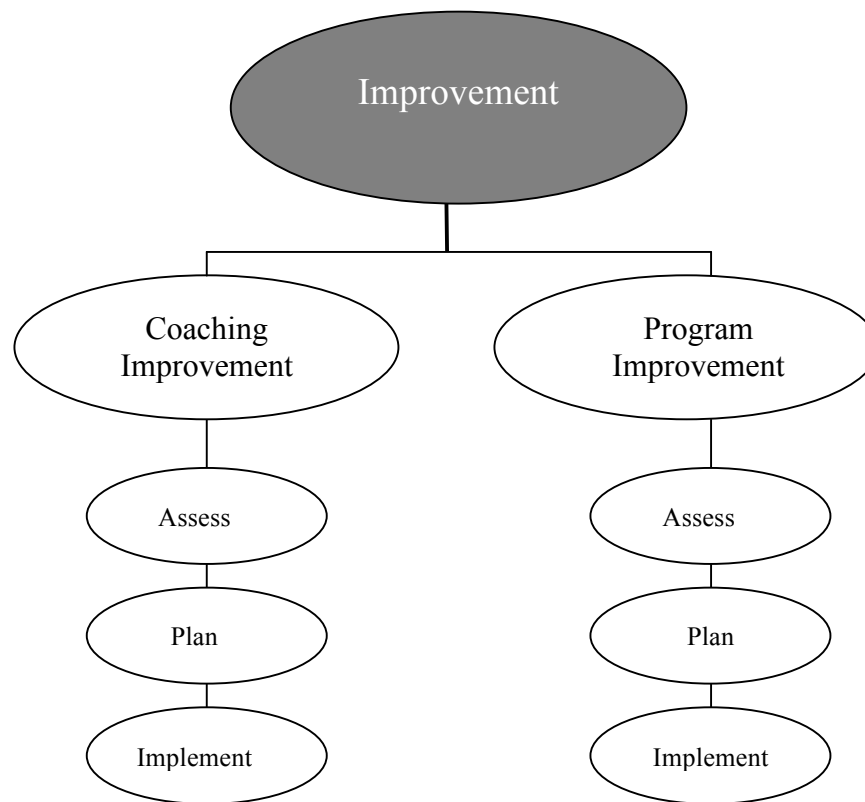 Improvement
Coaching
Improvement
Program
Improvement
Assess
Assess
Plan
Plan
Implement
Implement